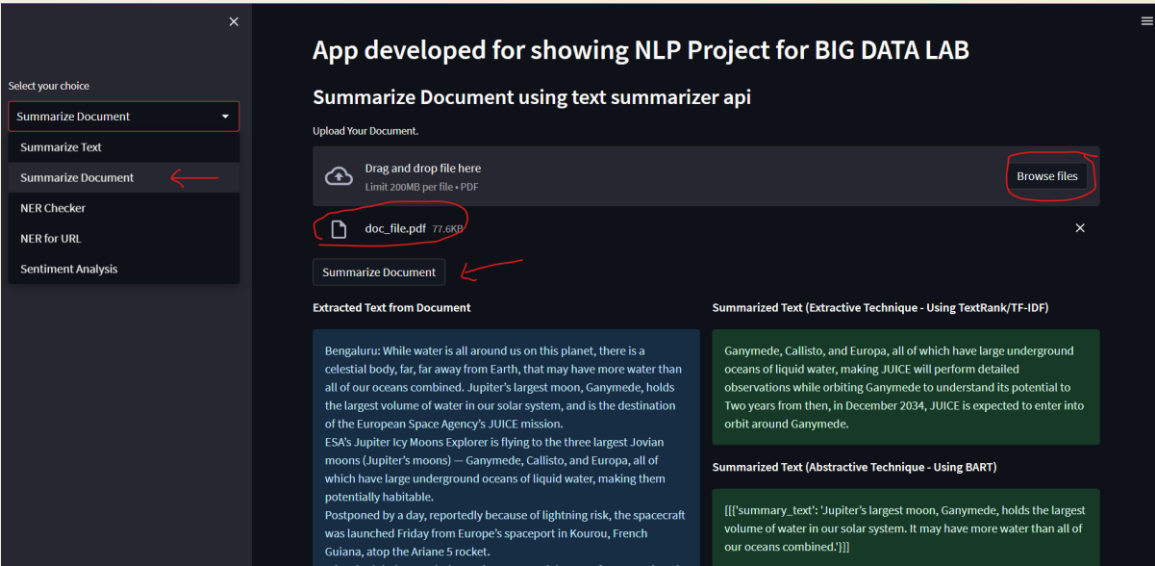 Select your choice
Summarize Document
Summarize Text
Summarize Document
NER Checker
NER for URL
Sentiment Analysis
App developed for showing NLP Project for BIG DATA LAB
Summarize Document using text summarizer api
Upload Your Document.
Drag and drop file here
Limit 200MB per file • PDF
Browse files
doc_file.pdf 77.6KB
Summarize Document
Extracted Text from Document
Bengaluru: While water is all around us on this planet, there is a
celestial body, far, far away from Earth, that may have more water than
all of our oceans combined. Jupiter’s largest moon, Ganymede, holds
the largest volume of water in our solar system, and is the destination
of the European Space Agency’s JUICE mission.
ESA’s Jupiter Icy Moons Explorer is flying to the three largest Jovian
moons (Jupiter’s moons) — Ganymede, Callisto, and Europa, all of
which have large underground oceans of liquid water, making them
potentially habitable.
Postponed by a day, reportedly because of lightning risk, the spacecraft
was launched Friday from Europe’s spaceport in Kourou, French
Guiana, atop the Ariane 5 rocket.
Summarized Text (Extractive Technique - Using TextRank/TF-IDF)
Ganymede, Callisto, and Europa, all of which have large underground
oceans of liquid water, making JUICE will perform detailed
observations while orbiting Ganymede to understand its potential to
Two years from then, in December 2034, JUICE is expected to enter into
orbit around Ganymede.
Summarized Text (Abstractive Technique - Using BART)
[[{'summary_text': 'Jupiter’s largest moon, Ganymede, holds the largest
volume of water in our solar system. It may have more water than all of
our oceans combined.'}]]